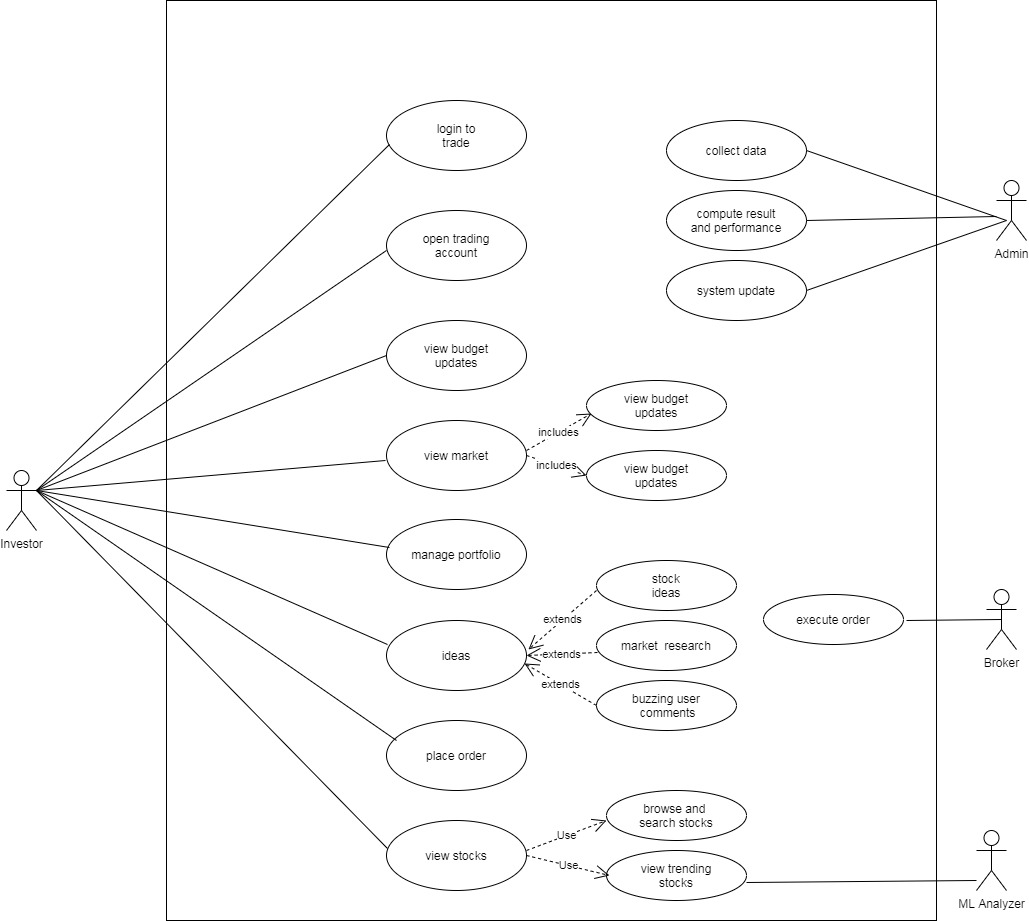 login to
trade
collect data
compute result
and performance
open trading
account
Admin
system update
view budget
updates
view budget
updates
includes
view market
includes
view budget
updates
Investor
manage portfolio
stock
ideas
extends
execute order
market  research
extends
ideas
Broker
extends
buzzing user
comments
place order
browse and
search stocks
Use
view stocks
Use
view trending
stocks
ML Analyzer